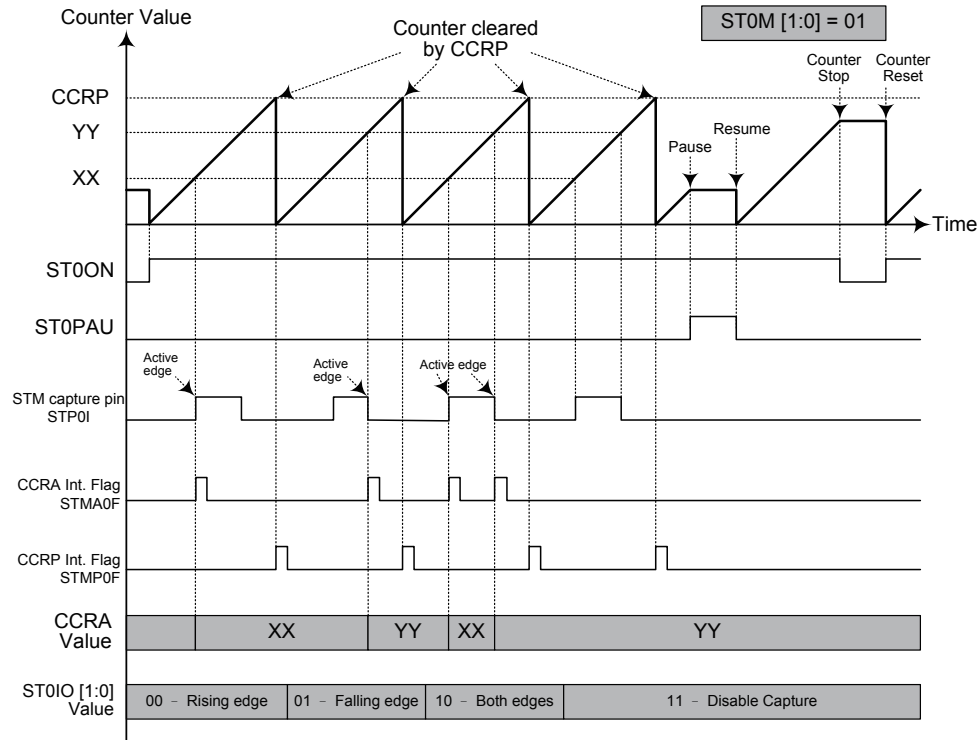 Counter Value
ST0M [1:0] = 01
Counter cleared
by CCRP
Counter
Stop
Counter
Reset
CCRP
YY
XX
Pause
Resume
Time
ST0ON
ST0PAU
Active
edge
Active
edge
Active edge
STM capture pin
STP0I
CCRA Int. Flag
STMA0F
CCRP Int. Flag
STMP0F
CCRA
Value
XX
YY
XX
YY
ST0IO [1:0]
Value
00 – Rising edge
01 – Falling edge
10 – Both edges
11 – Disable Capture